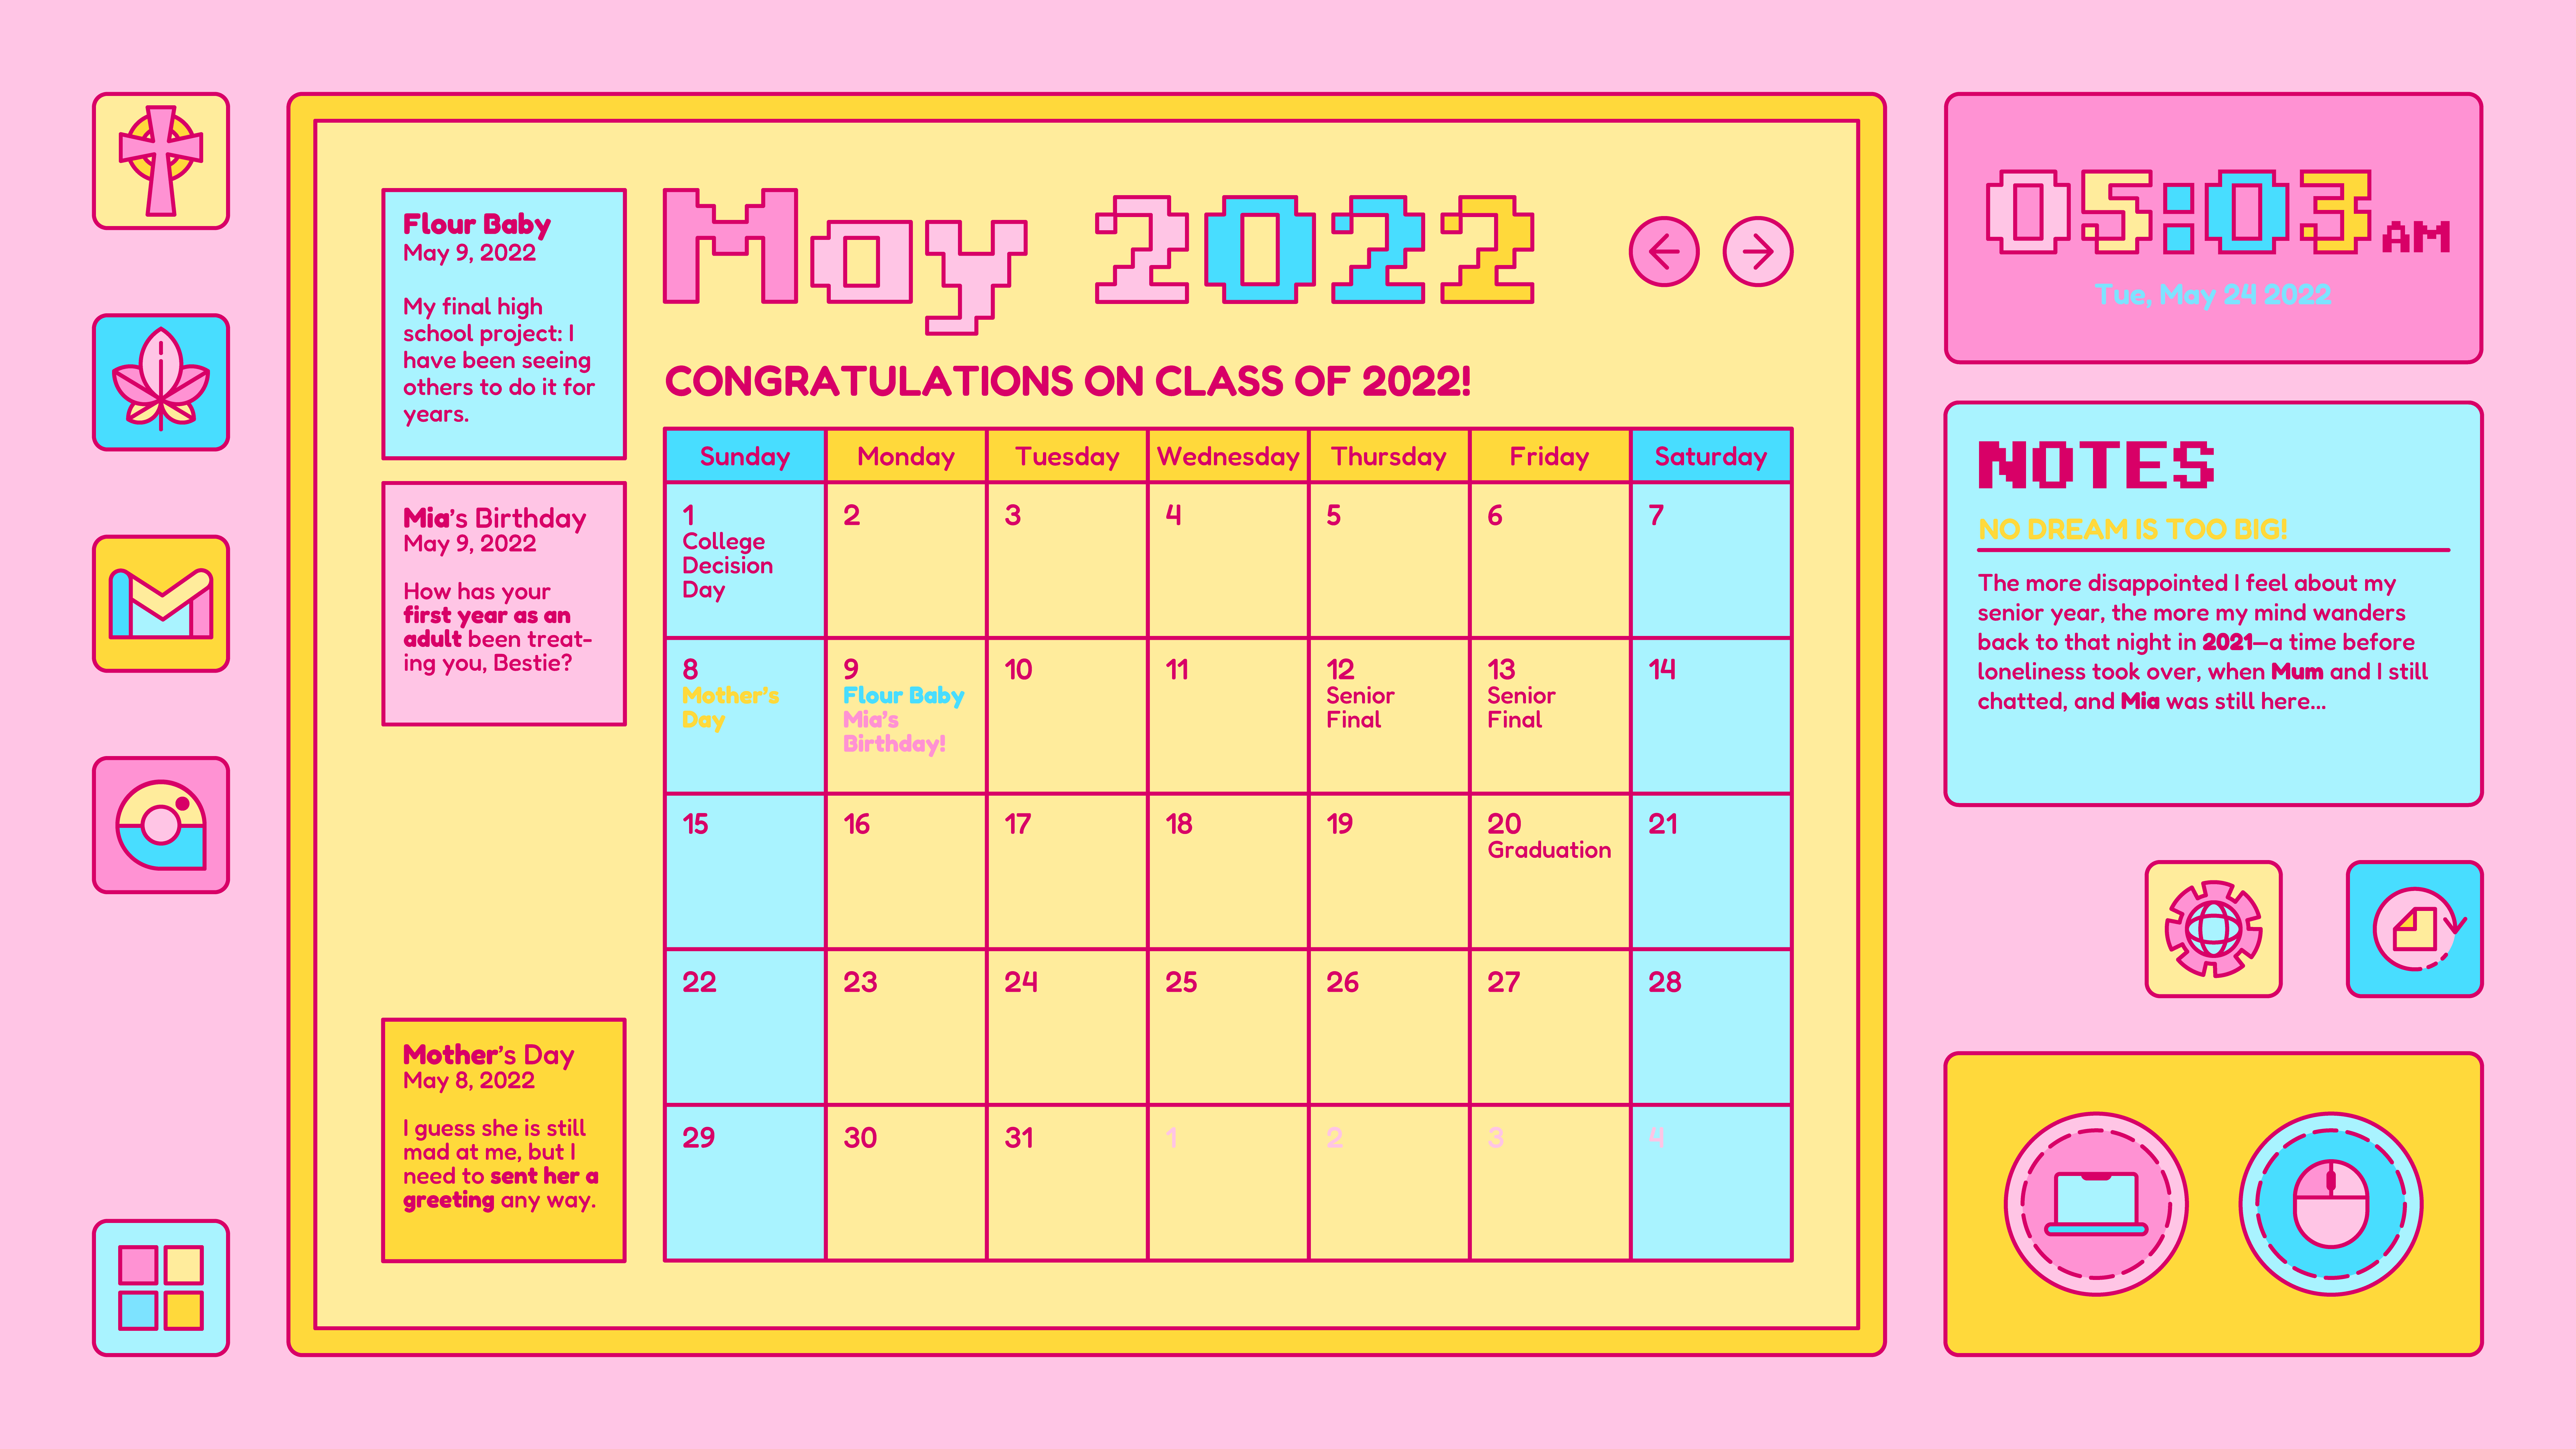 Flour Baby
May 9, 2022
My final high
school project: I
have been seeing
others to do it for
years.
Mia's Birthday
May 9, 2022
How has your
first year as an
adult been treat-
ing you, Bestie?
Mother's Day
May 8, 2022
I guess she is still
mad at me, but I
need to sent her a
greeting any way.
May 2022
CONGRATULATIONS ON CLASS OF 2022!
Sunday Monday Tuesday Wednesday Thursday Friday Saturday
1 2 3 4 5 6 7
College
Decision
Day
8 9 10 11 12 13 14
Mother's Flour Baby Senior Senior
Day Mia's Final Final
Birthday!
15 16 17 18 19 20 21
Graduation
22 23 24 25 26 27 28
29 30 31 1 2 3 4
05:03 AM
Tue, May 24 2022
NOTES
NO DREAM IS TOO BIG!
The more disappointed I feel about my
senior year, the more my mind wanders
back to that night in 2021—a time before
loneliness took over, when Mum and I still
chatted, and Mia was still here...